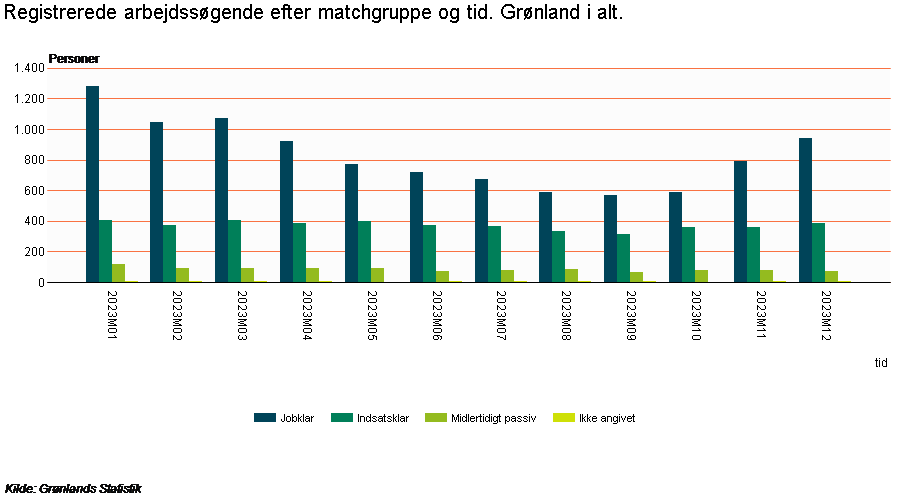 Registrerede arbejdssøgende efter matchgruppe og tid. Grønland i alt.
Personer
1.400
1.200
1.000
800
600
400
200
0
2023M01 2023M02 2023M03 2023M04 2023M05 2023M06 2023M07 2023M08 2023M09 2023M10 2023M11 2023M12
tid
Jobklar Indsatsklar Midlertidigt passiv Ikke angivet
Kilde: Grønlands Statistik